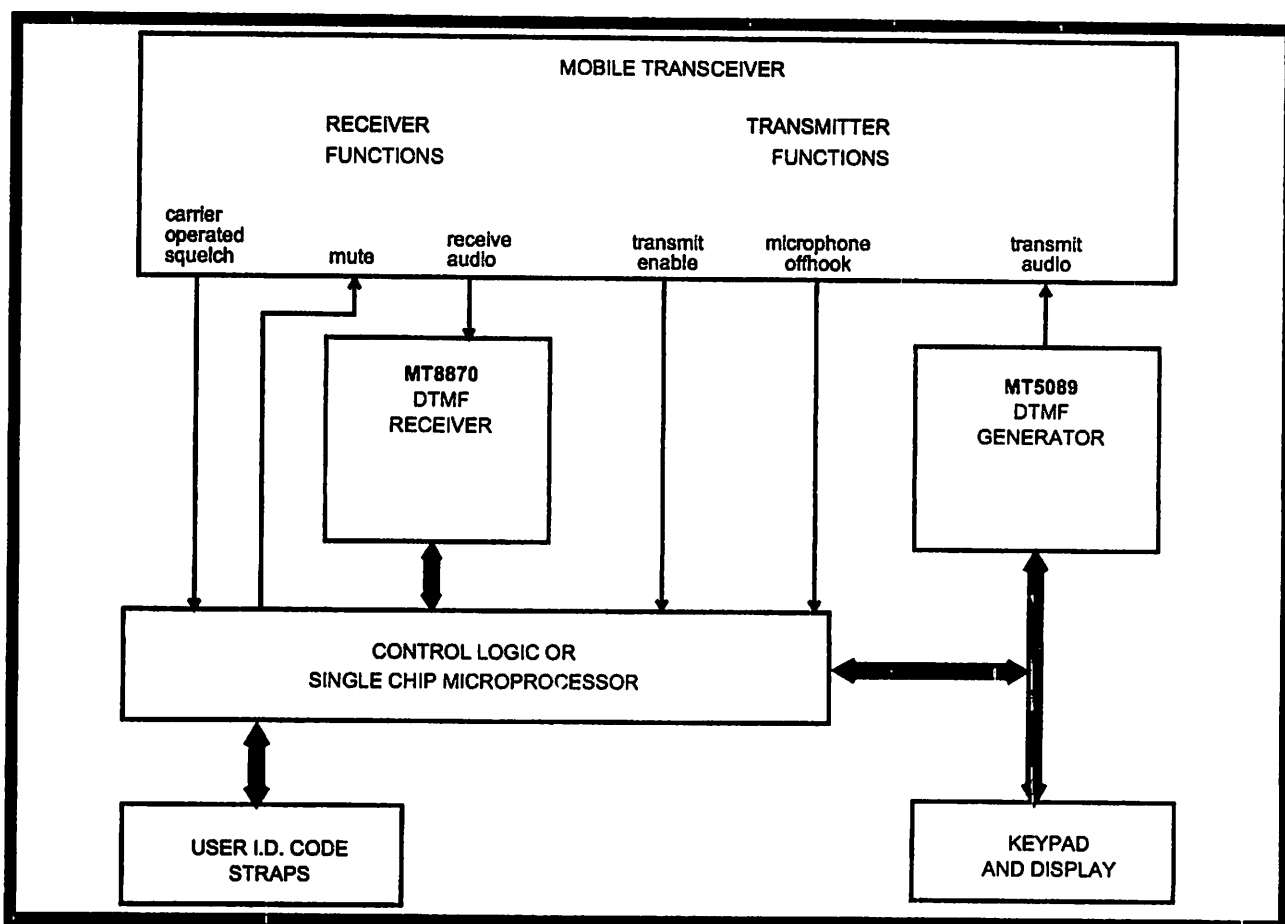 MOBILE TRANSCEIVER
RECEIVER
FUNCTIONS
TRANSMITTER
FUNCTIONS
carrier
operated
squelch
mute
receive
audio
transmit
enable
microphone
offhook
transmit
audio
MT8870
DTMF
RECEIVER
MT5089
DTMF
GENERATOR
CONTROL LOGIC OR
SINGLE CHIP MICROPROCESSOR
USER I.D. CODE
STRAPS
KEYPAD
AND DISPLAY